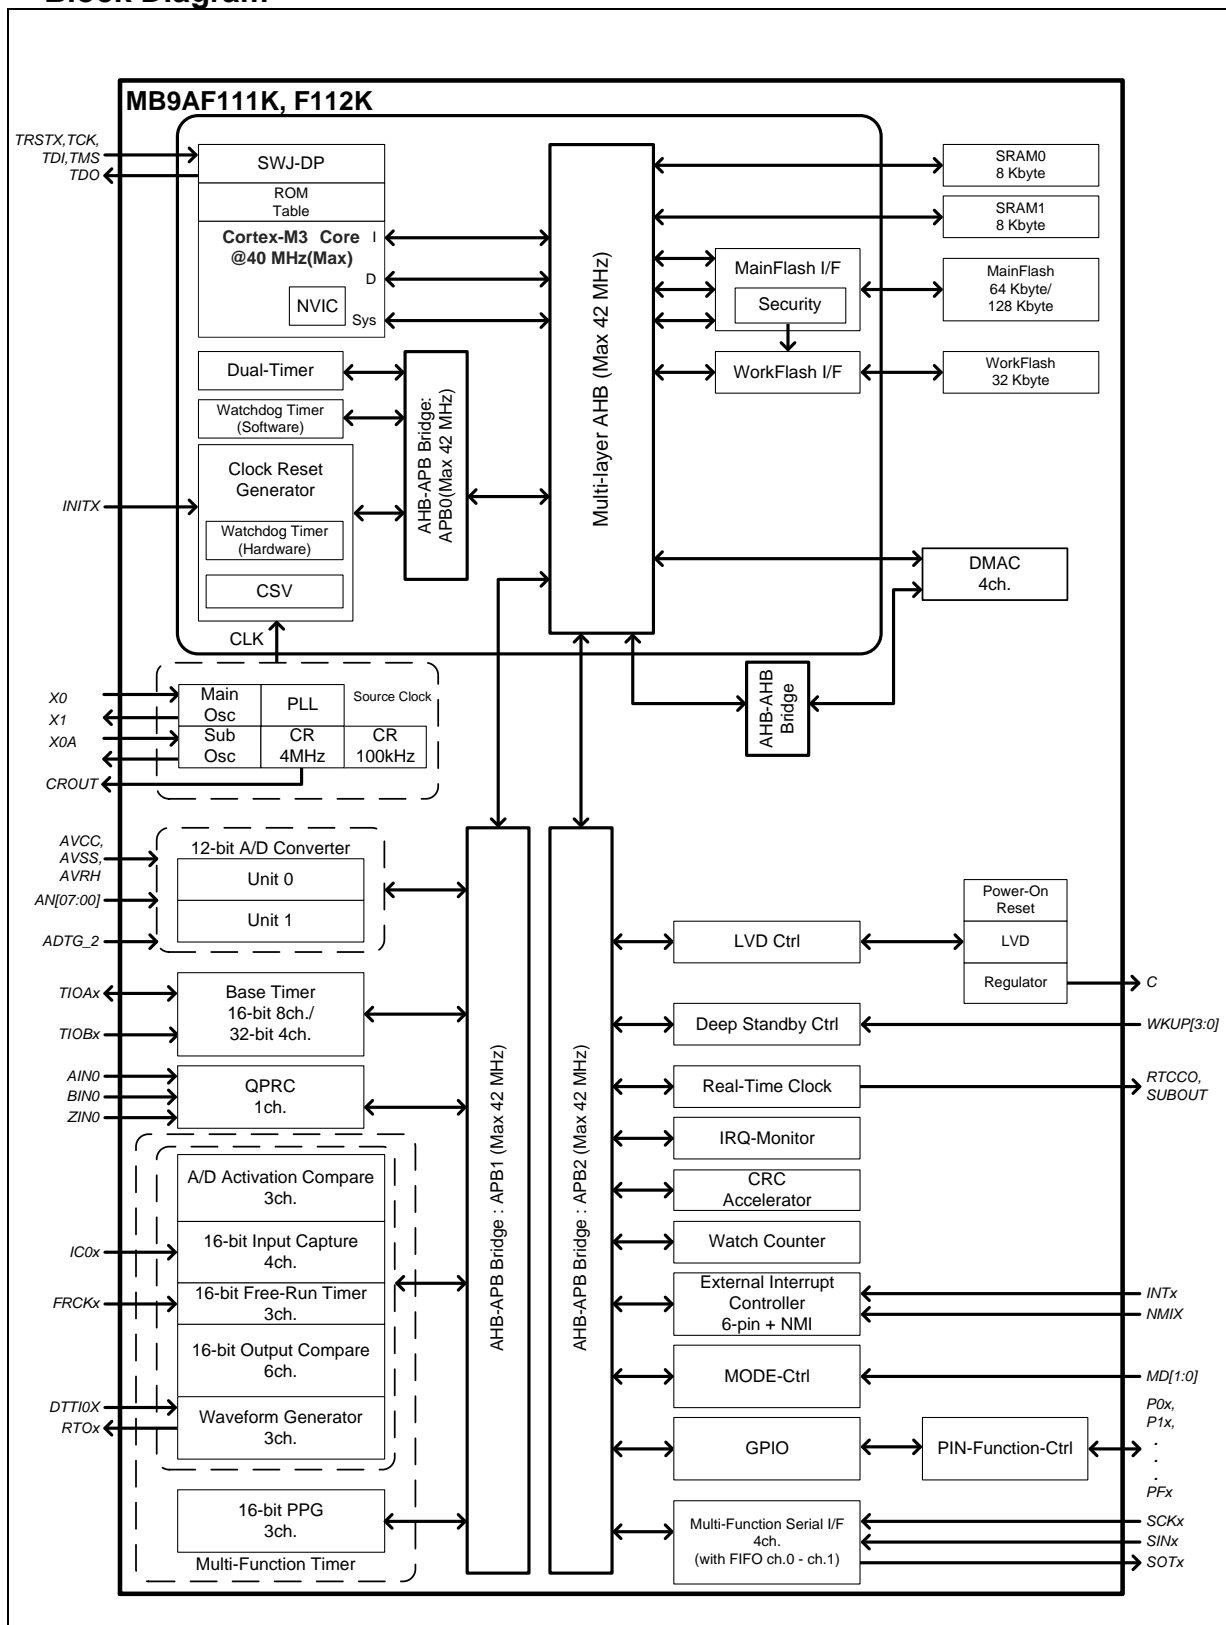 Block Diagram
MB9AF111K, F112K
TRSTX,TCK,
TDI,TMS
TDO
SWJ-DP
ROM
Table
Cortex-M3 Core
@40 MHz(Max)
I
D
Sys
NVIC
Dual-Timer
Watchdog Timer
(Software)
Clock Reset
Generator
Watchdog Timer
(Hardware)
CSV
INITX
CLK
AHB-APB Bridge:
APB0(Max 42 MHz)
Multi-layer AHB (Max 42 MHz)
SRAM0
8 Kbyte
SRAM1
8 Kbyte
MainFlash I/F
Security
MainFlash
64 Kbyte/
128 Kbyte
WorkFlash I/F
WorkFlash
32 Kbyte
DMAC
4ch.
AHB-AHB
Bridge
X0
X1
X0A
CROUT
Main
Osc
PLL
Source Clock
Sub
Osc
CR
4MHz
CR
100kHz
AVCC,
AVSS,
AVRH
AN[07:00]
ADTG_2
12-bit A/D Converter
Unit 0
Unit 1
TIOAx
TIOBx
Base Timer
16-bit 8ch./
32-bit 4ch.
AIN0
BIN0
ZIN0
QPRC
1ch.
A/D Activation Compare
3ch.
IC0x
16-bit Input Capture
4ch.
FRCKx
16-bit Free-Run Timer
3ch.
16-bit Output Compare
6ch.
DTTI0X
RTOx
Waveform Generator
3ch.
16-bit PPG
3ch.
Multi-Function Timer
AHB-APB Bridge : APB1 (Max 42 MHz)
AHB-APB Bridge : APB2 (Max 42 MHz)
LVD Ctrl
Power-On
Reset
LVD
Regulator
C
Deep Standby Ctrl
WKUP[3:0]
Real-Time Clock
RTCCO,
SUBOUT
IRQ-Monitor
CRC
Accelerator
Watch Counter
External Interrupt
Controller
6-pin + NMI
INTx
NMIX
MODE-Ctrl
MD[1:0]
GPIO
PIN-Function-Ctrl
P0x,
P1x,
.
.
.
PFx
Multi-Function Serial I/F
4ch.
(with FIFO ch.0 - ch.1)
SCKx
SINx
SOTx